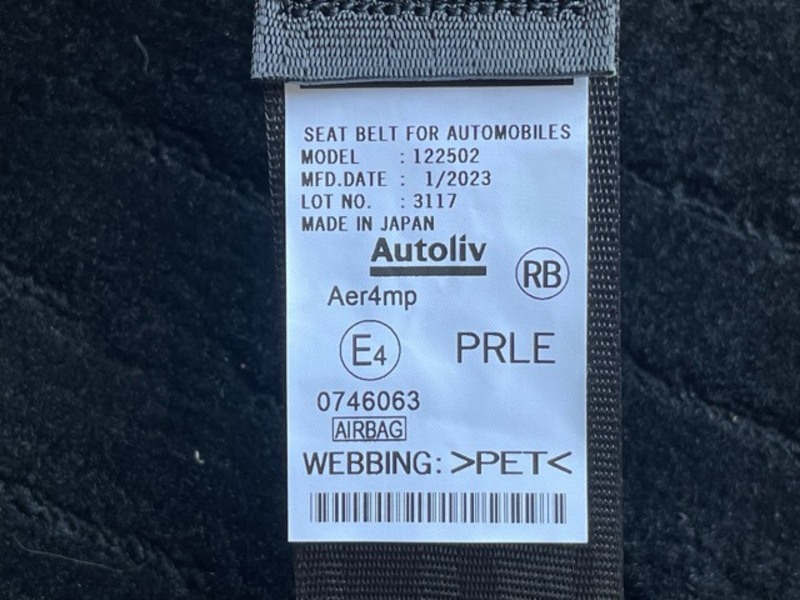 SEAT BELT FOR AUTOMOBILES
MODEL : 122502
MFD.DATE : 1/2023
LOT NO. : 3117
MADE IN JAPAN
Autoliv
RB
Aer4mp
E4 PRLE
0746063
AIRBAG
WEBBING: >PET<